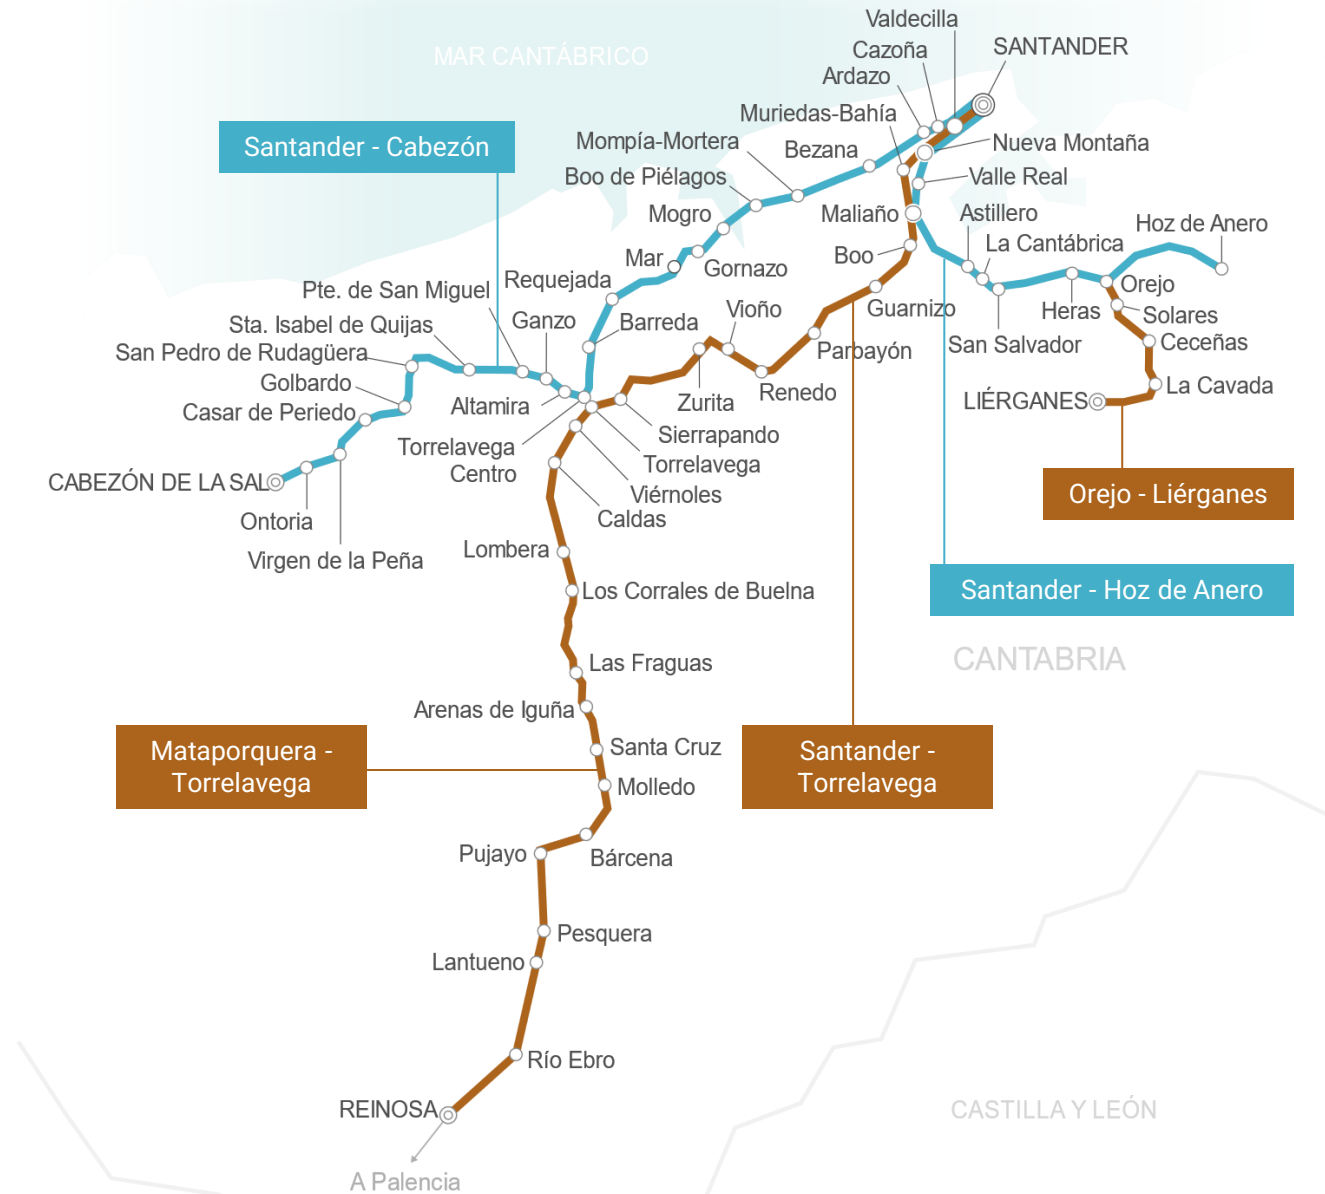 MAR CANTÁBRICO
Valdecilla
Cazoña
Ardazo
SANTANDER
Muriedas-Bahía
Mompía-Mortera
Bezana
Nueva Montaña
Santander - Cabezón
Boo de Piélagos
Valle Real
Mogro
Maliaño
Astillero
Hoz de Anero
La Cantábrica
Mar
Gornazo
Boo
Requejada
Pte. de San Miguel
Orejo
Ganzo
Barreda
Vioño
Guarnizo
Heras
Solares
Sta. Isabel de Quijas
San Pedro de Rudagüera
Parbayón
San Salvador
Ceceñas
Golbardo
Altamira
Zurita
Renedo
La Cavada
Casar de Periedo
LIÉRGANES
Torrelavega
Centro
Sierrapando
Torrelavega
CABEZÓN DE LA SAL
Viérnoles
Orejo - Liérganes
Ontoria
Caldas
Virgen de la Peña
Lombera
Los Corrales de Buelna
Santander - Hoz de Anero
Las Fraguas
CANTABRIA
Arenas de Iguña
Mataporquera -
Torrelavega
Santa Cruz
Santander -
Torrelavega
Molledo
Pujayo
Bárcena
Pesquera
Lantueno
Río Ebro
REINOSA
CASTILLA Y LEÓN
A Palencia